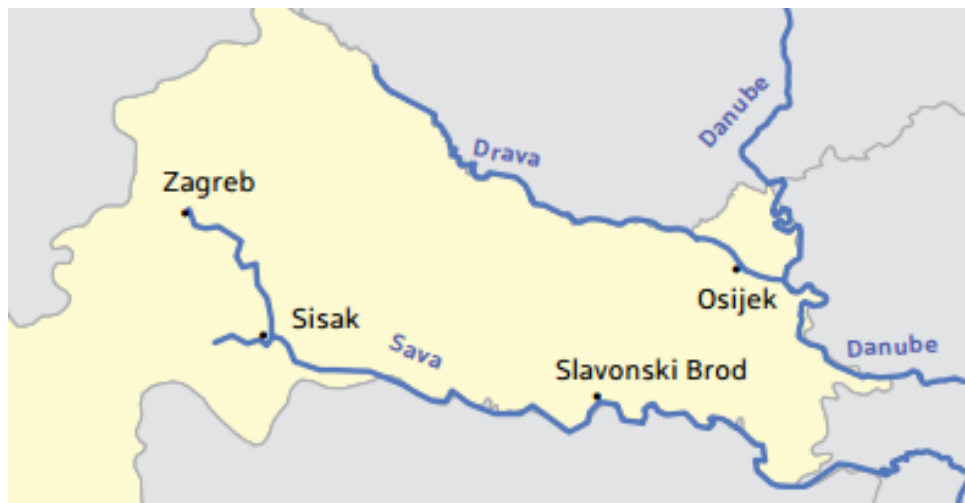 Danube
Drava
Zagreb
Osijek
Sisak
Sava
Danube
Slavonski Brod